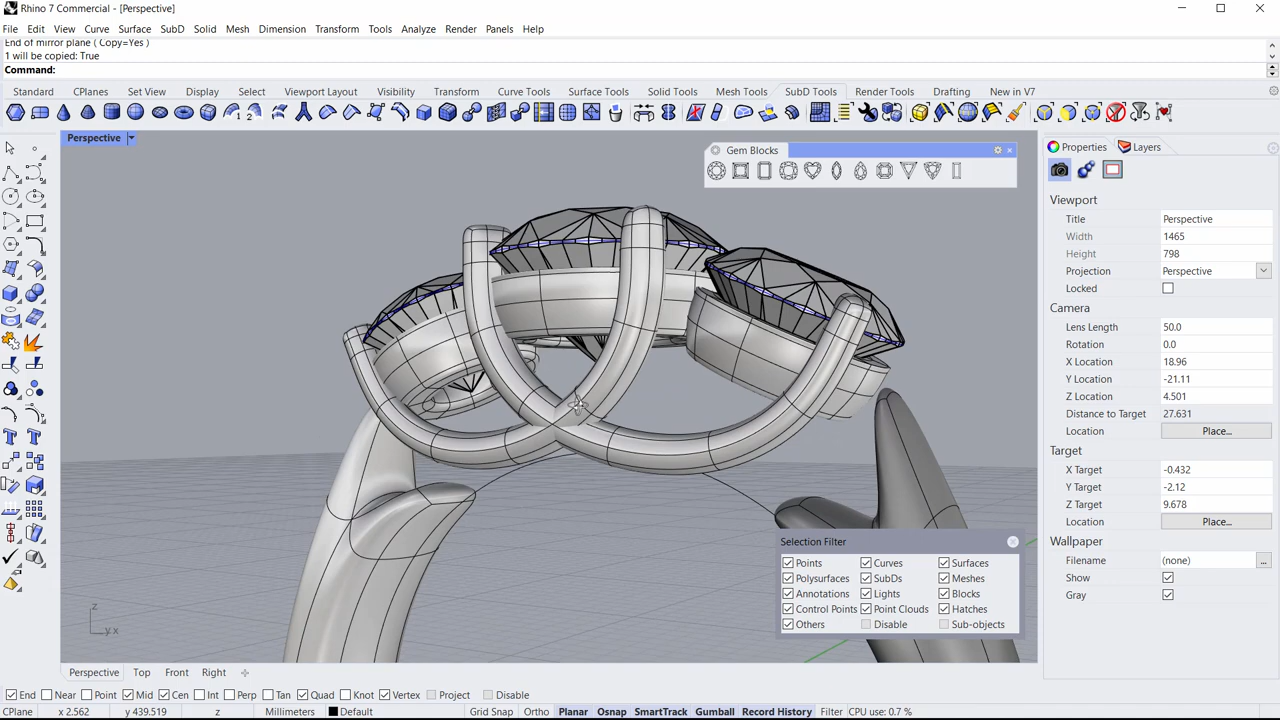 Rhino 7 Commercial - [Perspective]
File Edit View Curve Surface SubD Solid Mesh Dimension Transform Tools Analyze Render Panels Help
End of mirror plane ( Copy=Yes )
1 will be copied: True
Command:
Standard CPlanes Set View Display Select Viewport Layout Visibility Transform Curve Tools Surface Tools Solid Tools Mesh Tools SubD Tools Render Tools Drafting New in V7
1 2
Perspective
Gem Blocks
Properties Layers
Viewport
Title Perspective
Width 1465
Height 798
Projection Perspective
Locked
Camera
Lens Length 50.0
Rotation 0.0
X Location 18.96
Y Location -21.11
Z Location 4.501
Distance to Target 27.631
Location Place...
Target
X Target -0.432
Y Target -2.12
Z Target 9.678
Location Place...
Wallpaper
Filename (none) ...
Show
Gray
Selection Filter
Points Curves Surfaces
Polysurfaces SubDs Meshes
Annotations Lights Blocks
Control Points Point Clouds Hatches
Others Disable Sub-objects
z
y x
Perspective Top Front Right
End Near Point Mid Cen Int Perp Tan Quad Knot Vertex Project Disable
CPlane x 2.562 y 439.519 z Millimeters Default Grid Snap Ortho Planar Osnap SmartTrack Gumball Record History Filter CPU use: 0.7 %